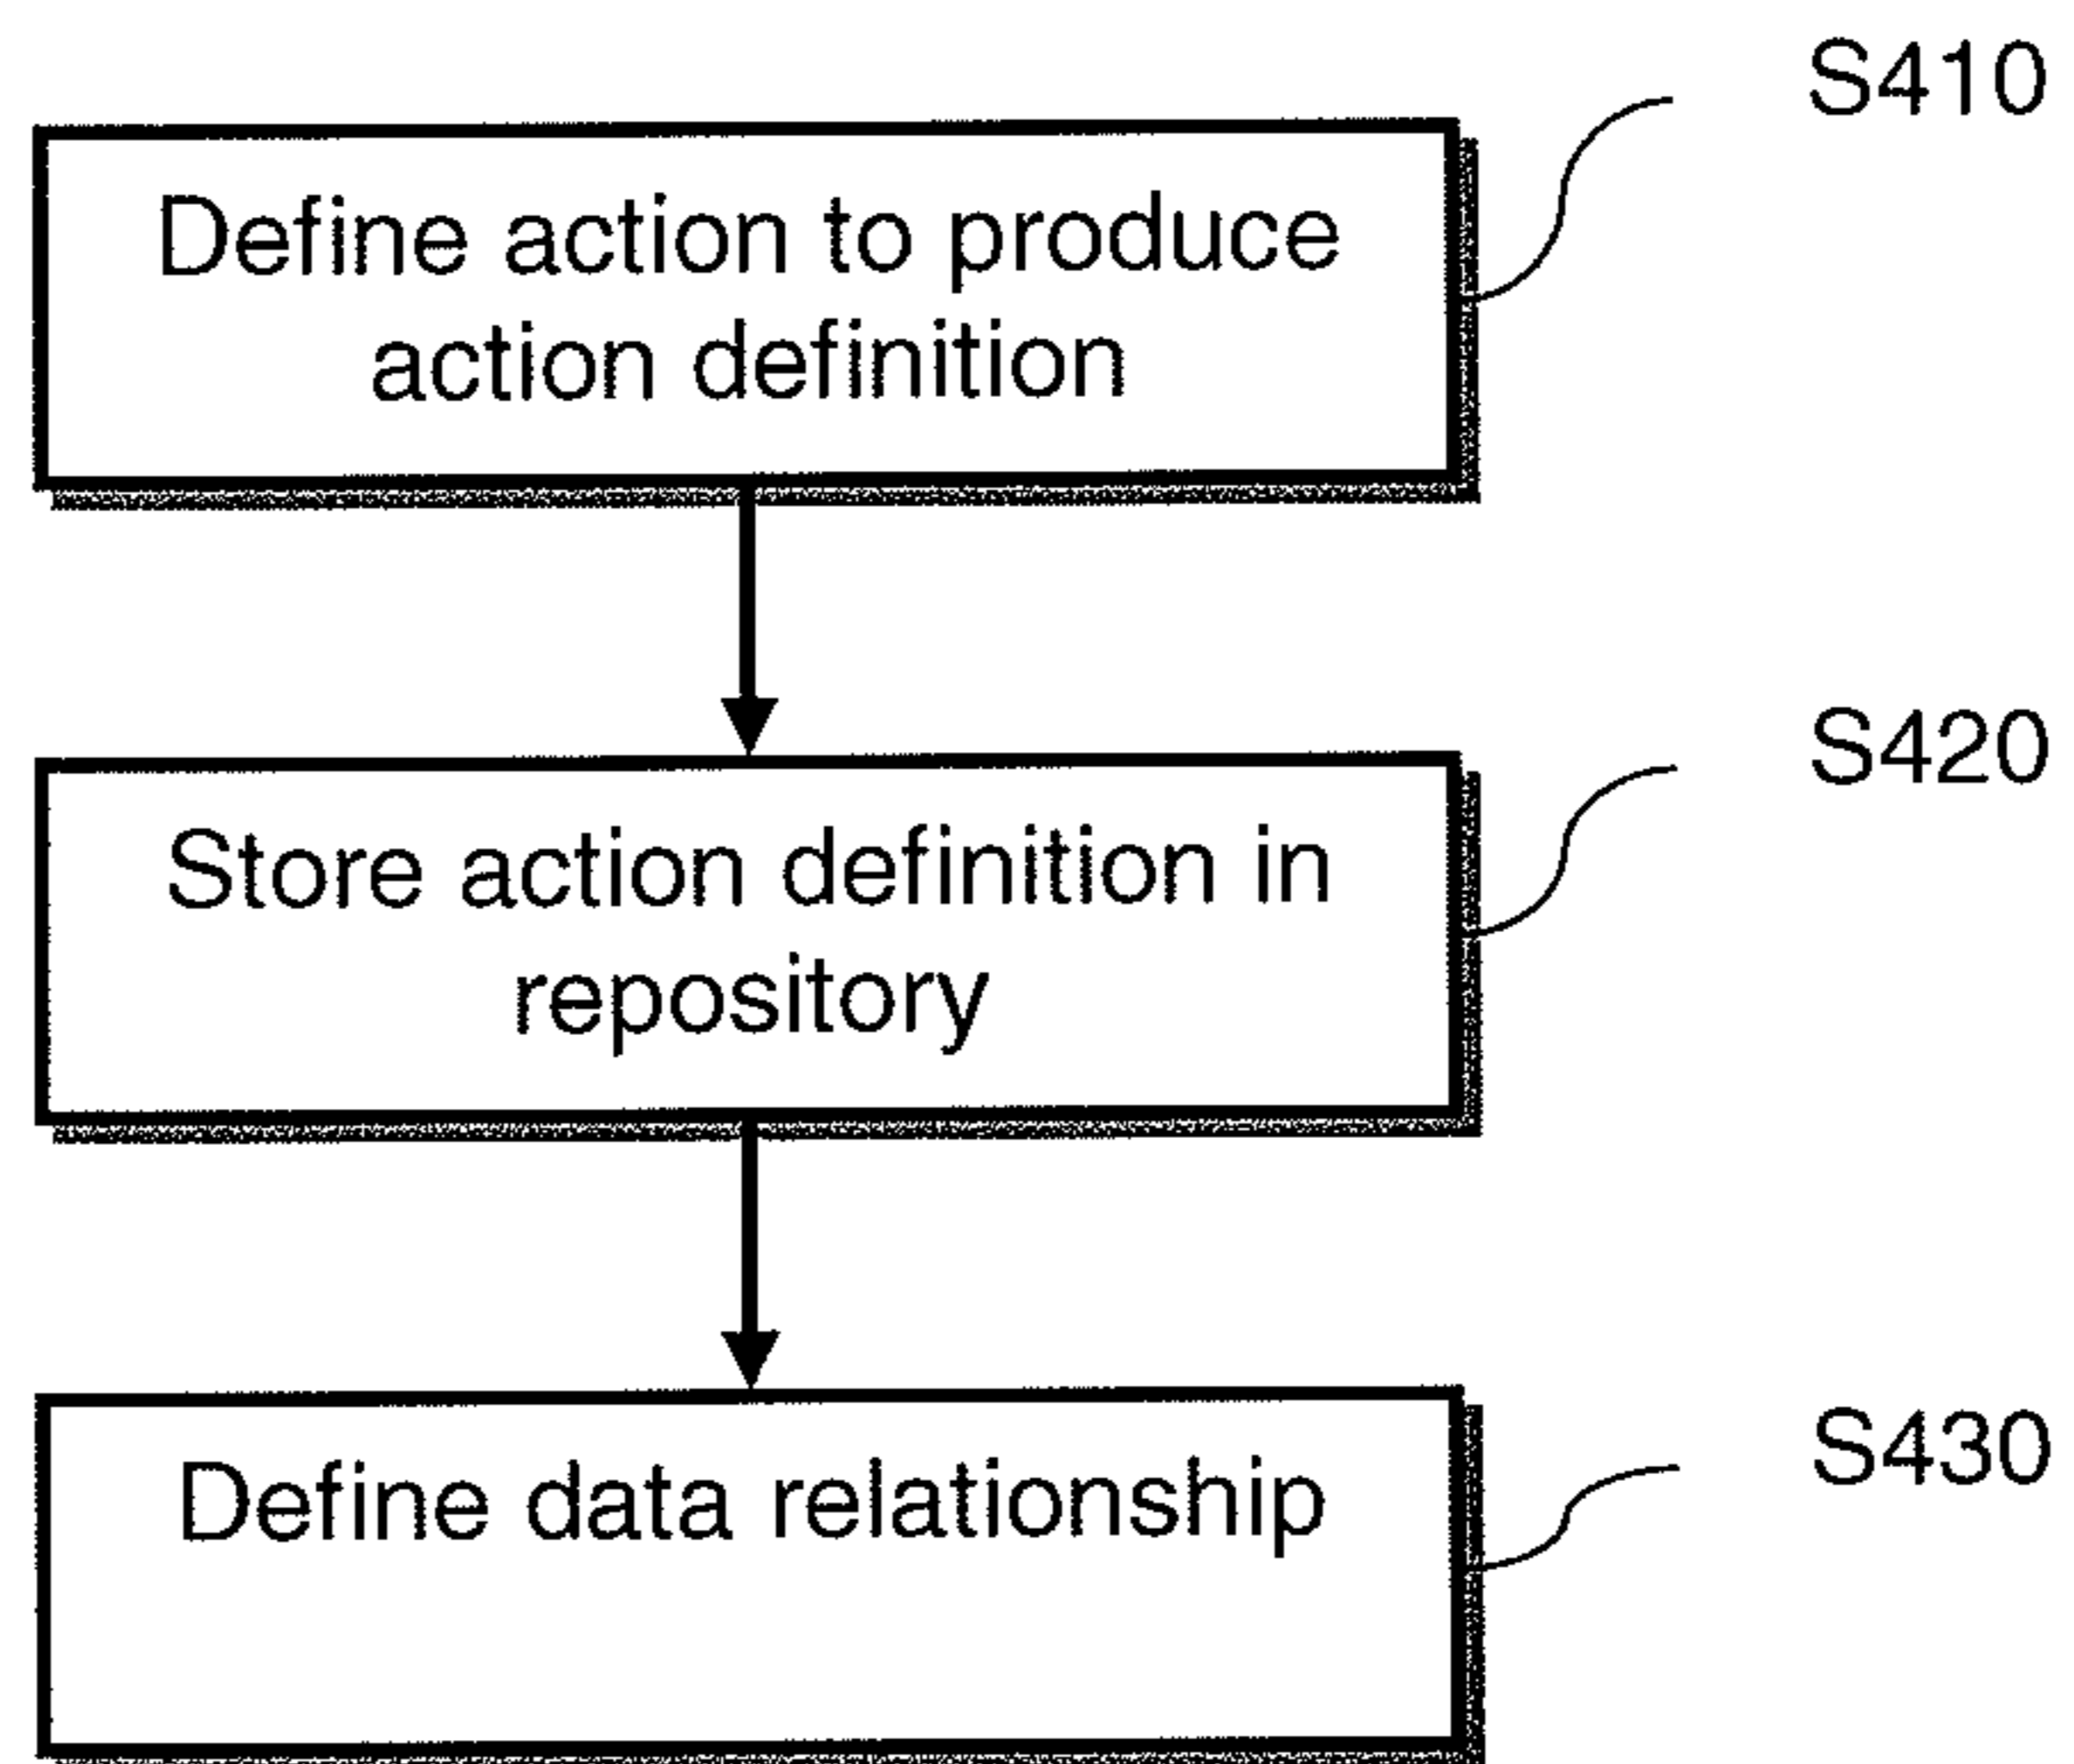 S410
Define action to produce
action definition
S420
Store action definition in
repository
S430
Define data relationship